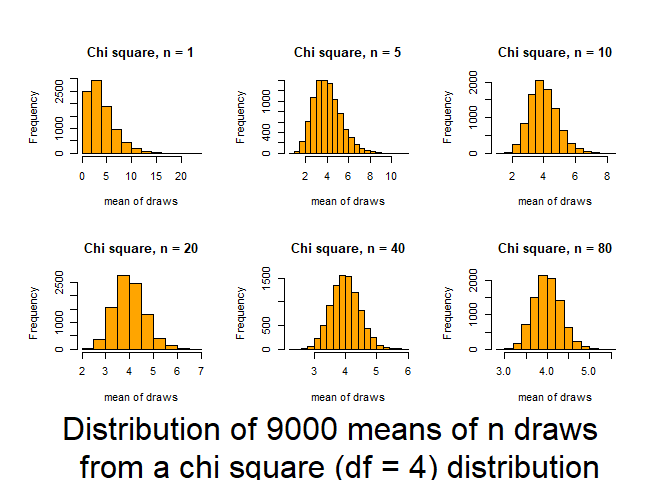 Chi square, n = 1
Frequency
0 1000 2500
0 5 10 15 20
mean of draws
Chi square, n = 5
Frequency
0 400 1000
2 4 6 8 10
mean of draws
Chi square, n = 10
Frequency
0 1000 2000
2 4 6 8
mean of draws
Chi square, n = 20
Frequency
0 1000 2500
2 3 4 5 6 7
mean of draws
Chi square, n = 40
Frequency
0 500 1500
3 4 5 6
mean of draws
Chi square, n = 80
Frequency
0 1000 2000
3.0 4.0 5.0
mean of draws
Distribution of 9000 means of n draws
from a chi square (df = 4) distribution